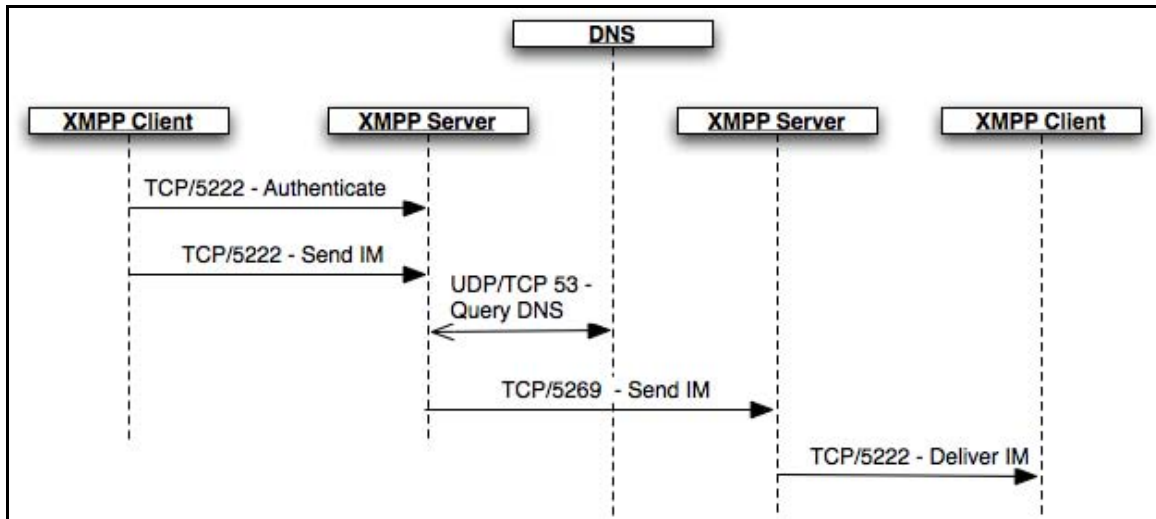 DNS
XMPP Client
XMPP Server
XMPP Server
XMPP Client
TCP/5222 - Authenticate
TCP/5222 - Send IM
UDP/TCP 53 -
Query DNS
TCP/5269 - Send IM
TCP/5222 - Deliver IM